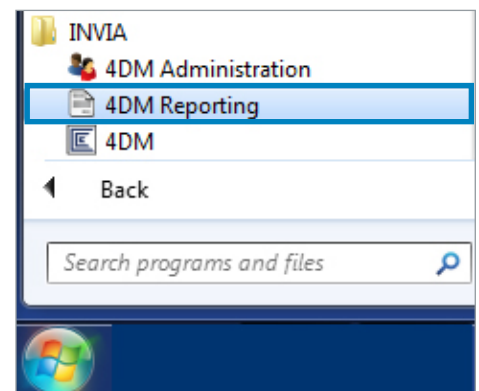 INVIA
4DM Administration
4DM Reporting
4DM
Back
Search programs and files